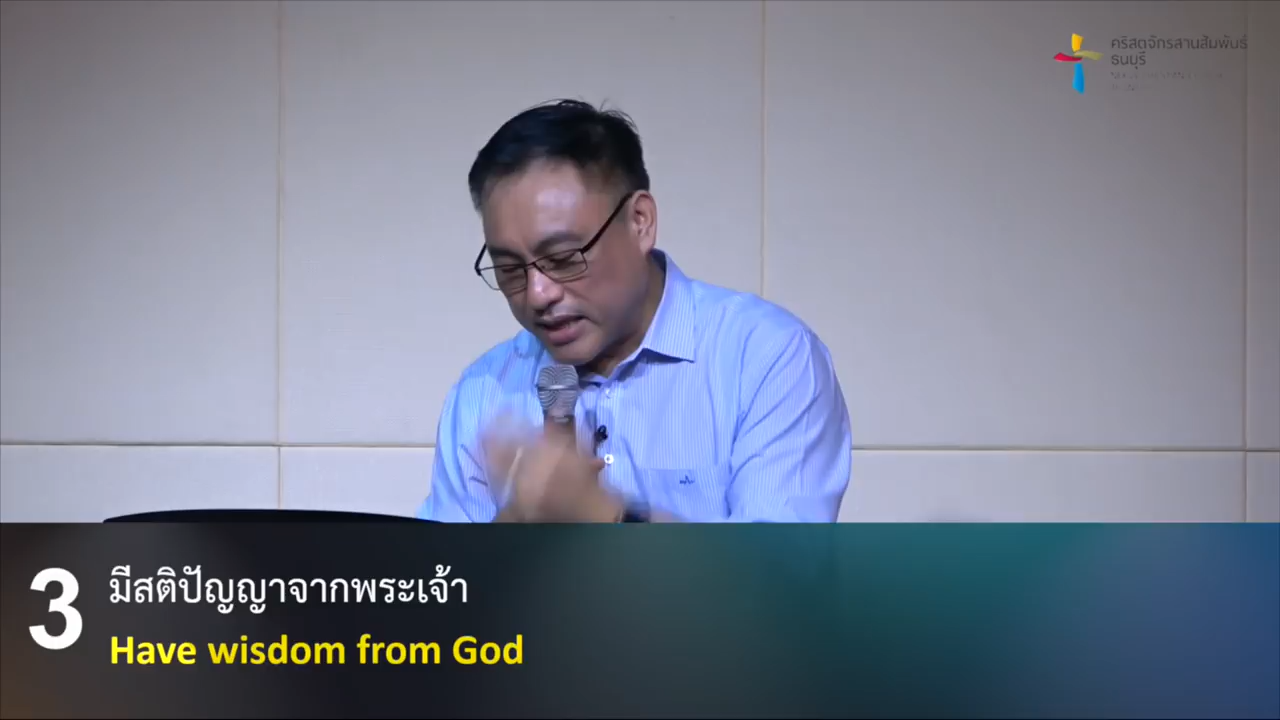 คริสตจักรสานสัมพันธ์
ธนบุรี
3
มีสติปัญญาจากพระเจ้า
Have wisdom from God